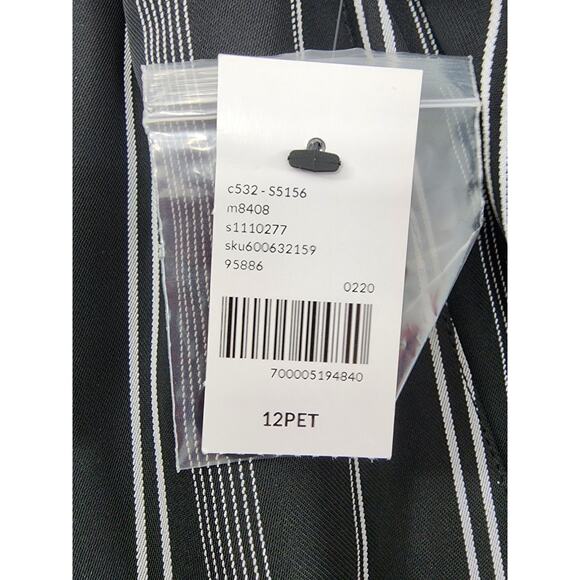 c532 - S5156
m8408
s1110277
sku600632159
95886
0220
700005194840
12PET